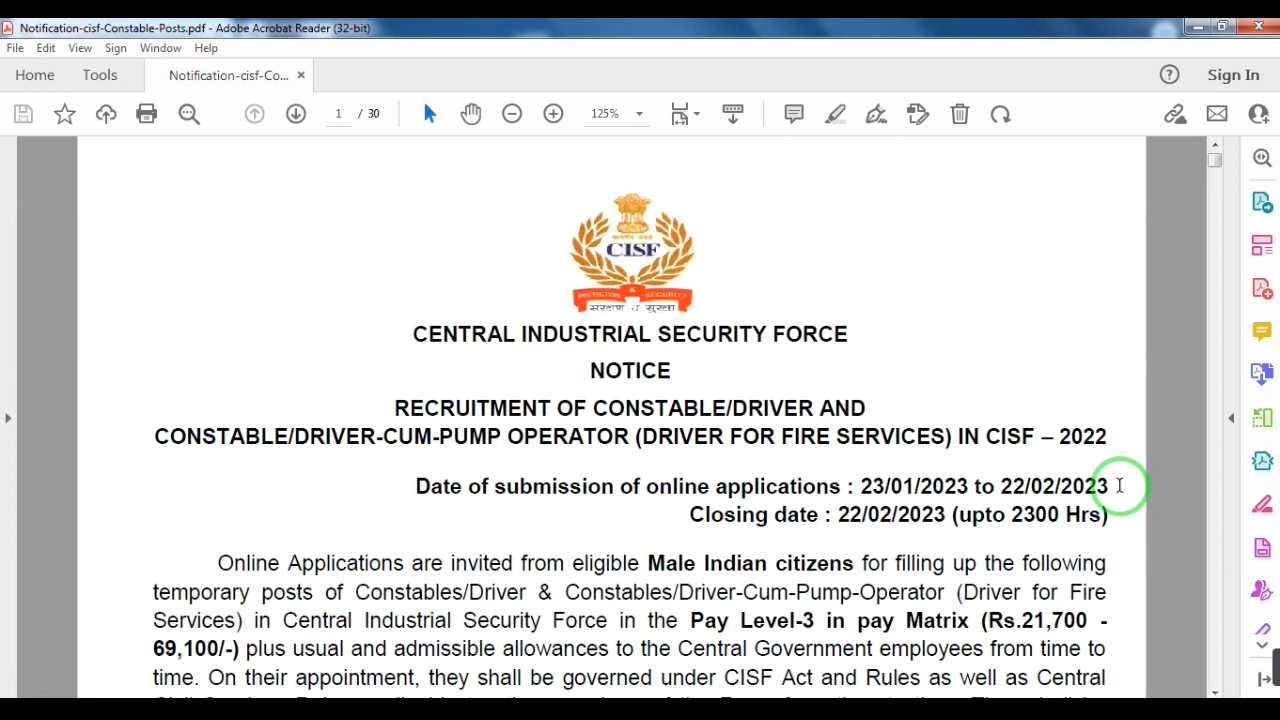 Notification-cisf-Constable-Posts.pdf - Adobe Acrobat Reader (32-bit)
File Edit View Sign Window Help
Home Tools Notification-cisf-Co... × Sign In
1 / 30 125%
CISF
PROTECTION & SECURITY
संरक्षण व सुरक्षा
CENTRAL INDUSTRIAL SECURITY FORCE
NOTICE
RECRUITMENT OF CONSTABLE/DRIVER AND
CONSTABLE/DRIVER-CUM-PUMP OPERATOR (DRIVER FOR FIRE SERVICES) IN CISF – 2022
Date of submission of online applications : 23/01/2023 to 22/02/2023
Closing date : 22/02/2023 (upto 2300 Hrs)
Online Applications are invited from eligible Male Indian citizens for filling up the following
temporary posts of Constables/Driver & Constables/Driver-Cum-Pump-Operator (Driver for Fire
Services) in Central Industrial Security Force in the Pay Level-3 in pay Matrix (Rs.21,700 -
69,100/-) plus usual and admissible allowances to the Central Government employees from time to
time. On their appointment, they shall be governed under CISF Act and Rules as well as Central